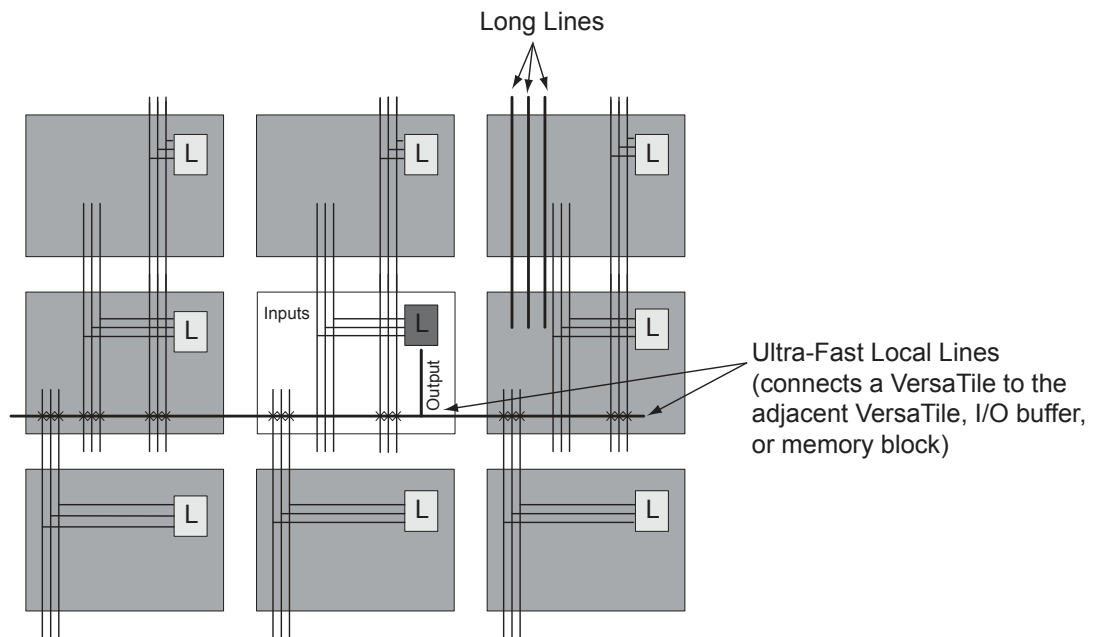 Long Lines
L
L
L
Inputs
L
L
L
Output
Ultra-Fast Local Lines
(connects a VersaTile to the
adjacent VersaTile, I/O buffer,
or memory block)
L
L
L